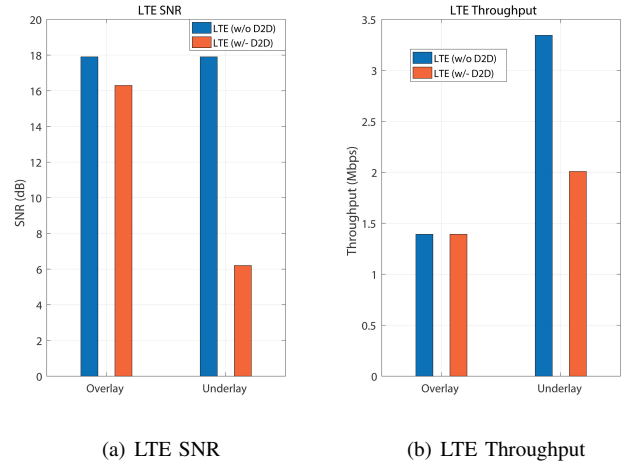 LTE SNR
20
18
16
14
12
10
8
6
4
2
0
SNR (dB)
LTE (w/o D2D)
LTE (w/- D2D)
Overlay
Underlay
(a) LTE SNR
LTE Throughput
3.5
3
2.5
2
1.5
1
0.5
0
Throughput (Mbps)
LTE (w/o D2D)
LTE (w/- D2D)
Overlay
Underlay
(b) LTE Throughput